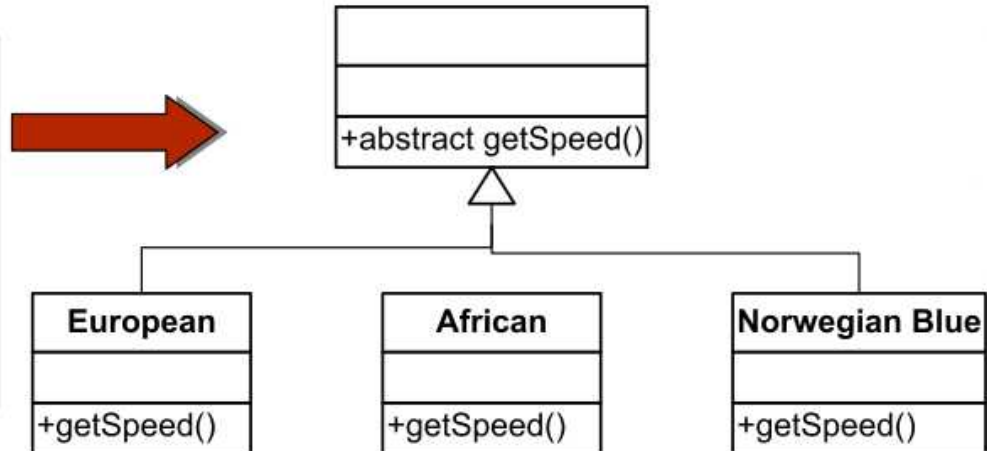 +abstract getSpeed()
European
African
Norwegian Blue
+getSpeed()
+getSpeed()
+getSpeed()